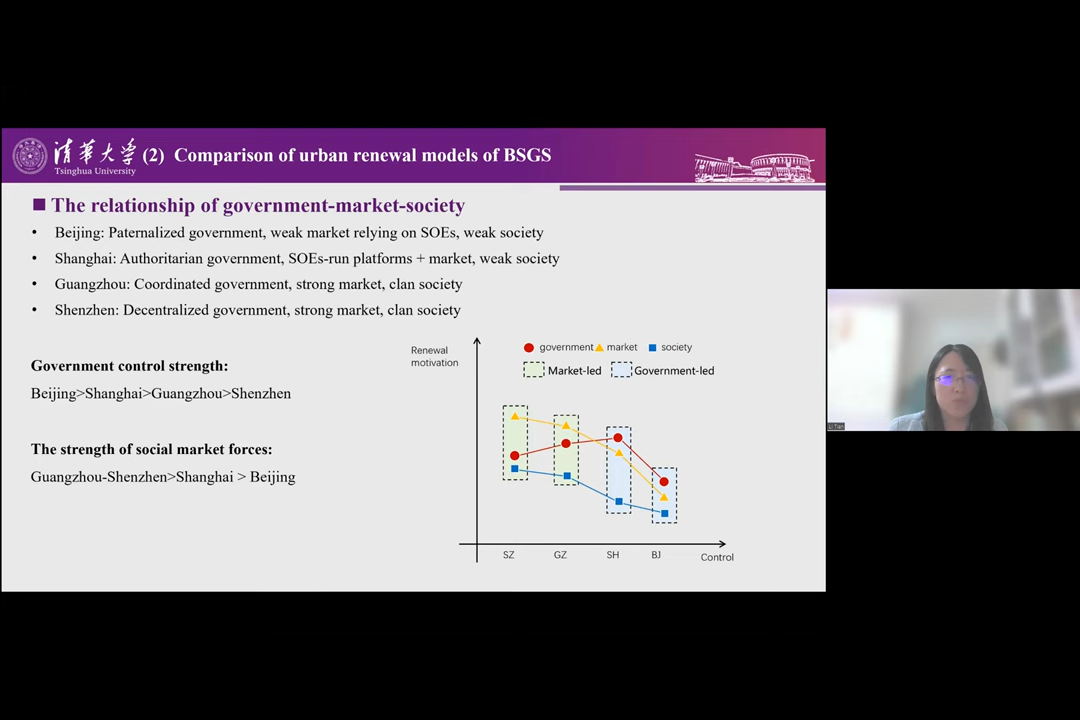 清华大学
Tsinghua University
(2) Comparison of urban renewal models of BSGS
The relationship of government-market-society
• Beijing: Paternalized government, weak market relying on SOEs, weak society
• Shanghai: Authoritarian government, SOEs-run platforms + market, weak society
• Guangzhou: Coordinated government, strong market, clan society
• Shenzhen: Decentralized government, strong market, clan society
Government control strength:
Beijing>Shanghai>Guangzhou>Shenzhen
The strength of social market forces:
Guangzhou-Shenzhen>Shanghai > Beijing
Renewal
motivation
government market society
Market-led Government-led
SZ GZ SH BJ
Control
LI Tian